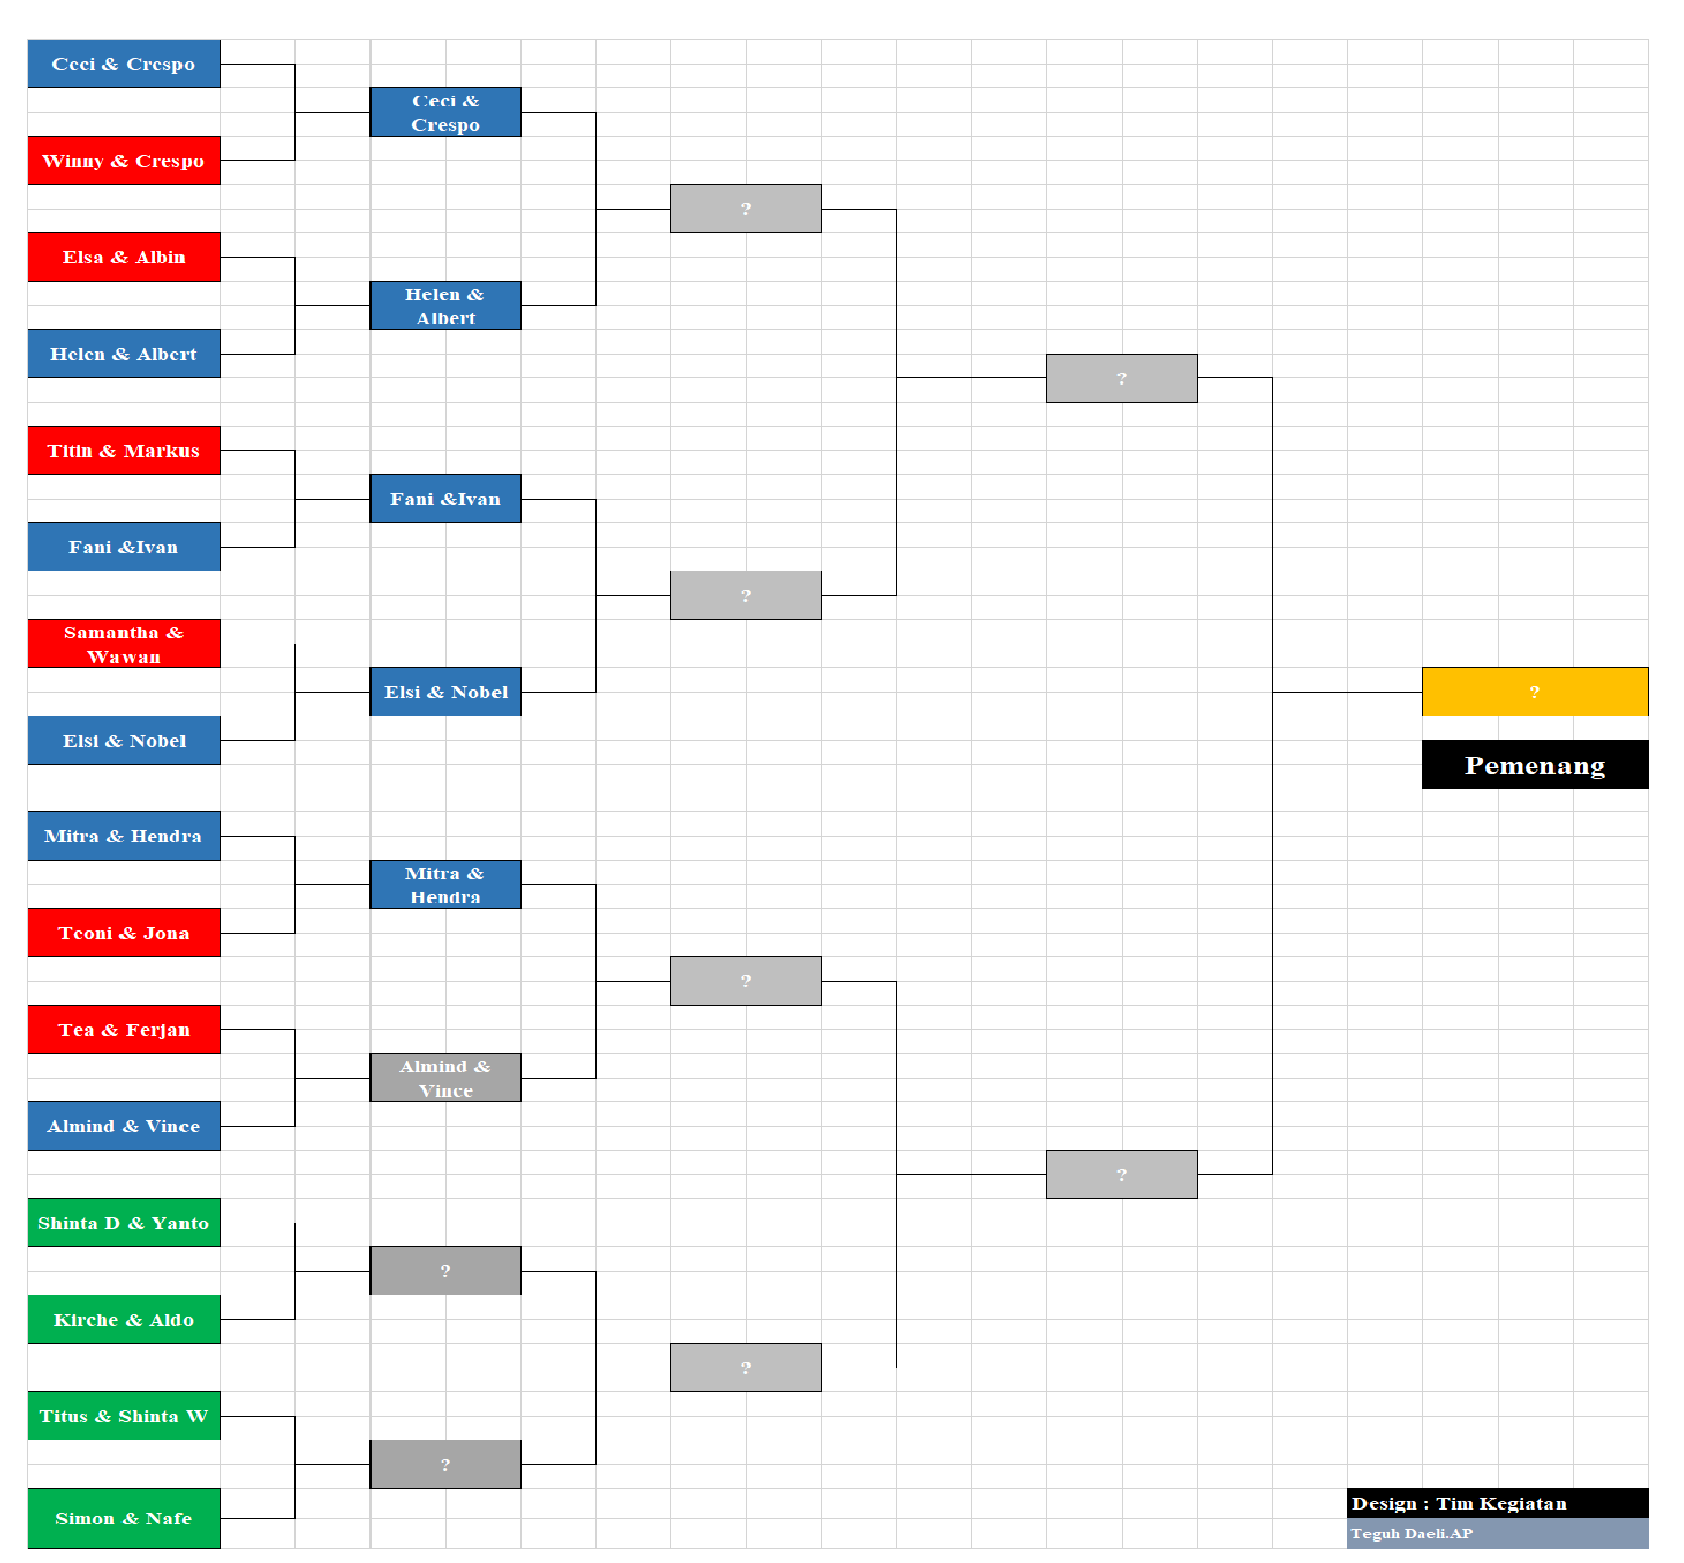 Ceci & Crespo
Winny & Crespo
Elsa & Albin
Helen & Albert
Titin & Markus
Fani &Ivan
Samantha &
Wawan
Elsi & Nobel
Mitra & Hendra
Teoni & Jona
Tea & Ferjan
Almind & Vince
Shinta D & Yanto
Kirche & Aldo
Titus & Shinta W
Simon & Nafe
Ceci &
Crespo
Helen &
Albert
Fani &Ivan
Elsi & Nobel
Mitra &
Hendra
Almind &
Vince
?
?
?
?
?
?
?
?
?
Pemenang
Design : Tim Kegiatan
Teguh Daeli.AP